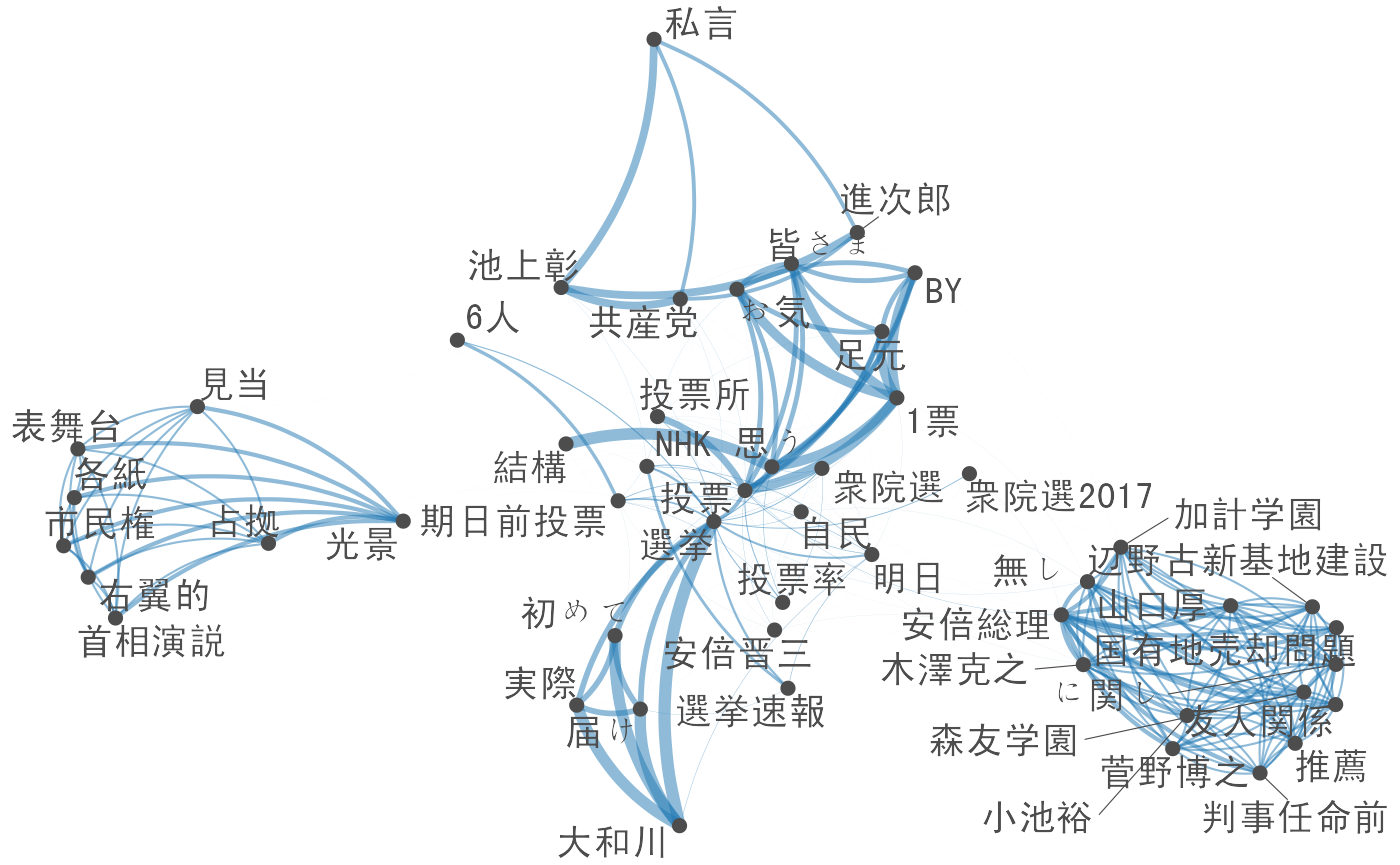 私言
進次郎
皆さま
池上彰
BY
お気
6人
共産党
足元
見当
投票所
1票
表舞台
NHK
思う
結構
各紙
投票
衆院選
衆院選2017
市民権
占拠
光景
期日前投票
選挙
自民
加計学園
辺野古新基地建設
投票率
明日
無し
右翼的
初めて
山口厚
安倍総理
首相演説
安倍晋三
国有地売却問題
木澤克之
実際
に関し
届け
選挙速報
友人関係
森友学園
菅野博之
推薦
小池裕
判事任命前
大和川